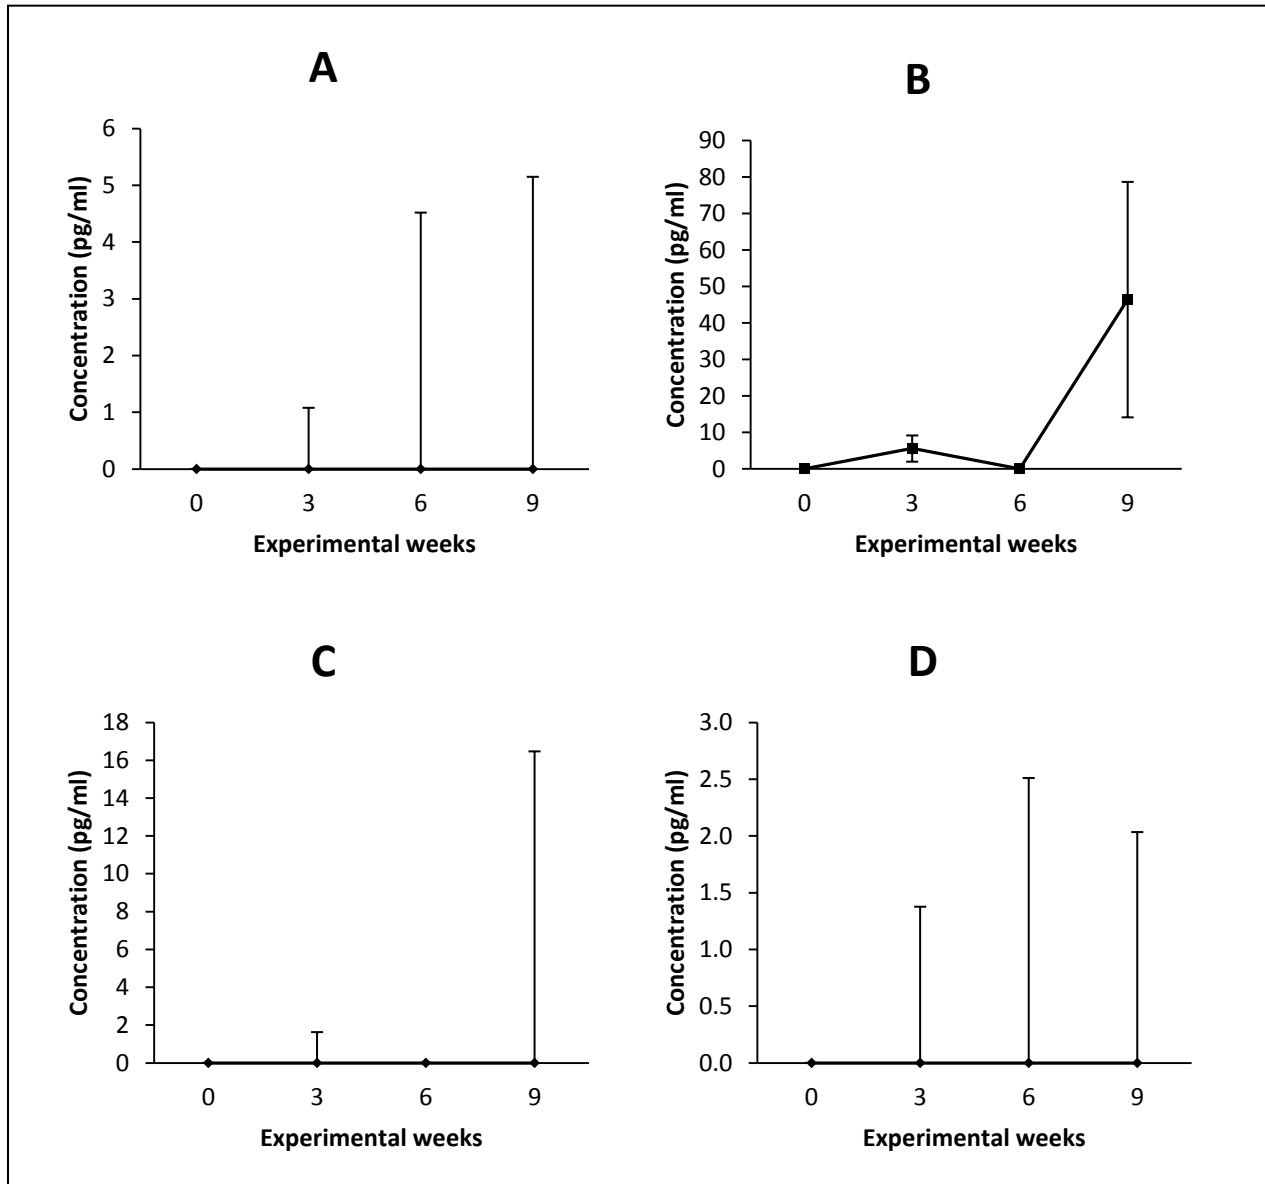 A
6
5
4
3
2
1
0
Concentration (pg/ml)
0 3 6 9
Experimental weeks
B
90
80
70
60
50
40
30
20
10
0
Concentration (pg/ml)
0 3 6 9
Experimental weeks
C
18
16
14
12
10
8
6
4
2
0
Concentration (pg/ml)
0 3 6 9
Experimental weeks
D
3.0
2.5
2.0
1.5
1.0
0.5
0.0
Concentration (pg/ml)
0 3 6 9
Experimental weeks